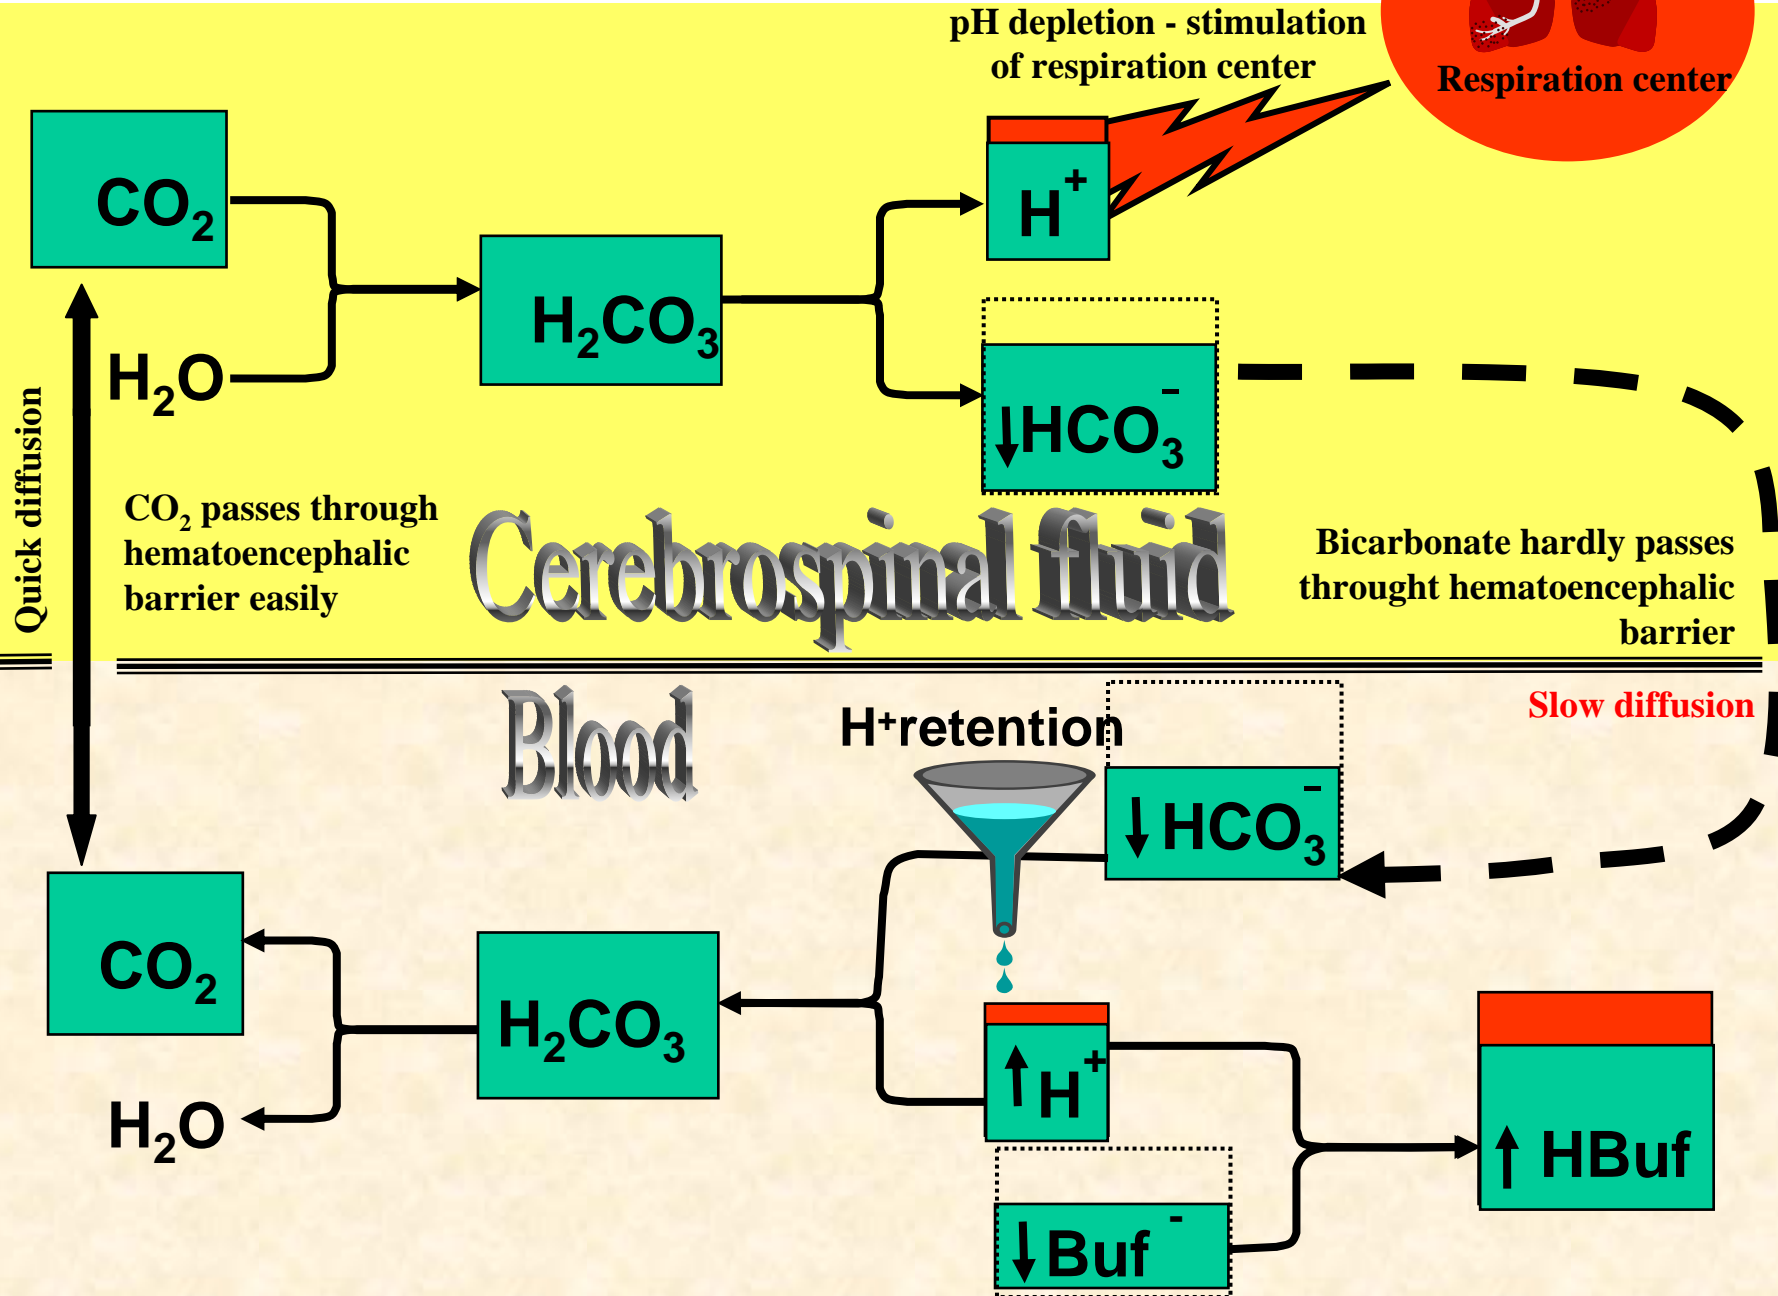 pH depletion - stimulation
of respiration center
Respiration center
CO₂
H⁺
H₂CO₃
H₂O
↓HCO₃⁻
Quick diffusion
CO₂ passes through
hematoencephalic
barrier easily
Cerebrospinal fluid
Bicarbonate hardly passes
throught hematoencephalic
barrier
Blood
Slow diffusion
H⁺retention
↓ HCO₃⁻
CO₂
H₂CO₃
↑ H⁺
H₂O
↑ HBuf
↓ Buf⁻